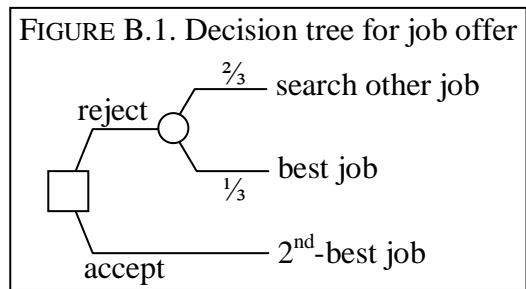 FIGURE B.1. Decision tree for job offer
⅔
search other job
reject
best job
⅓
2nd-best job
accept